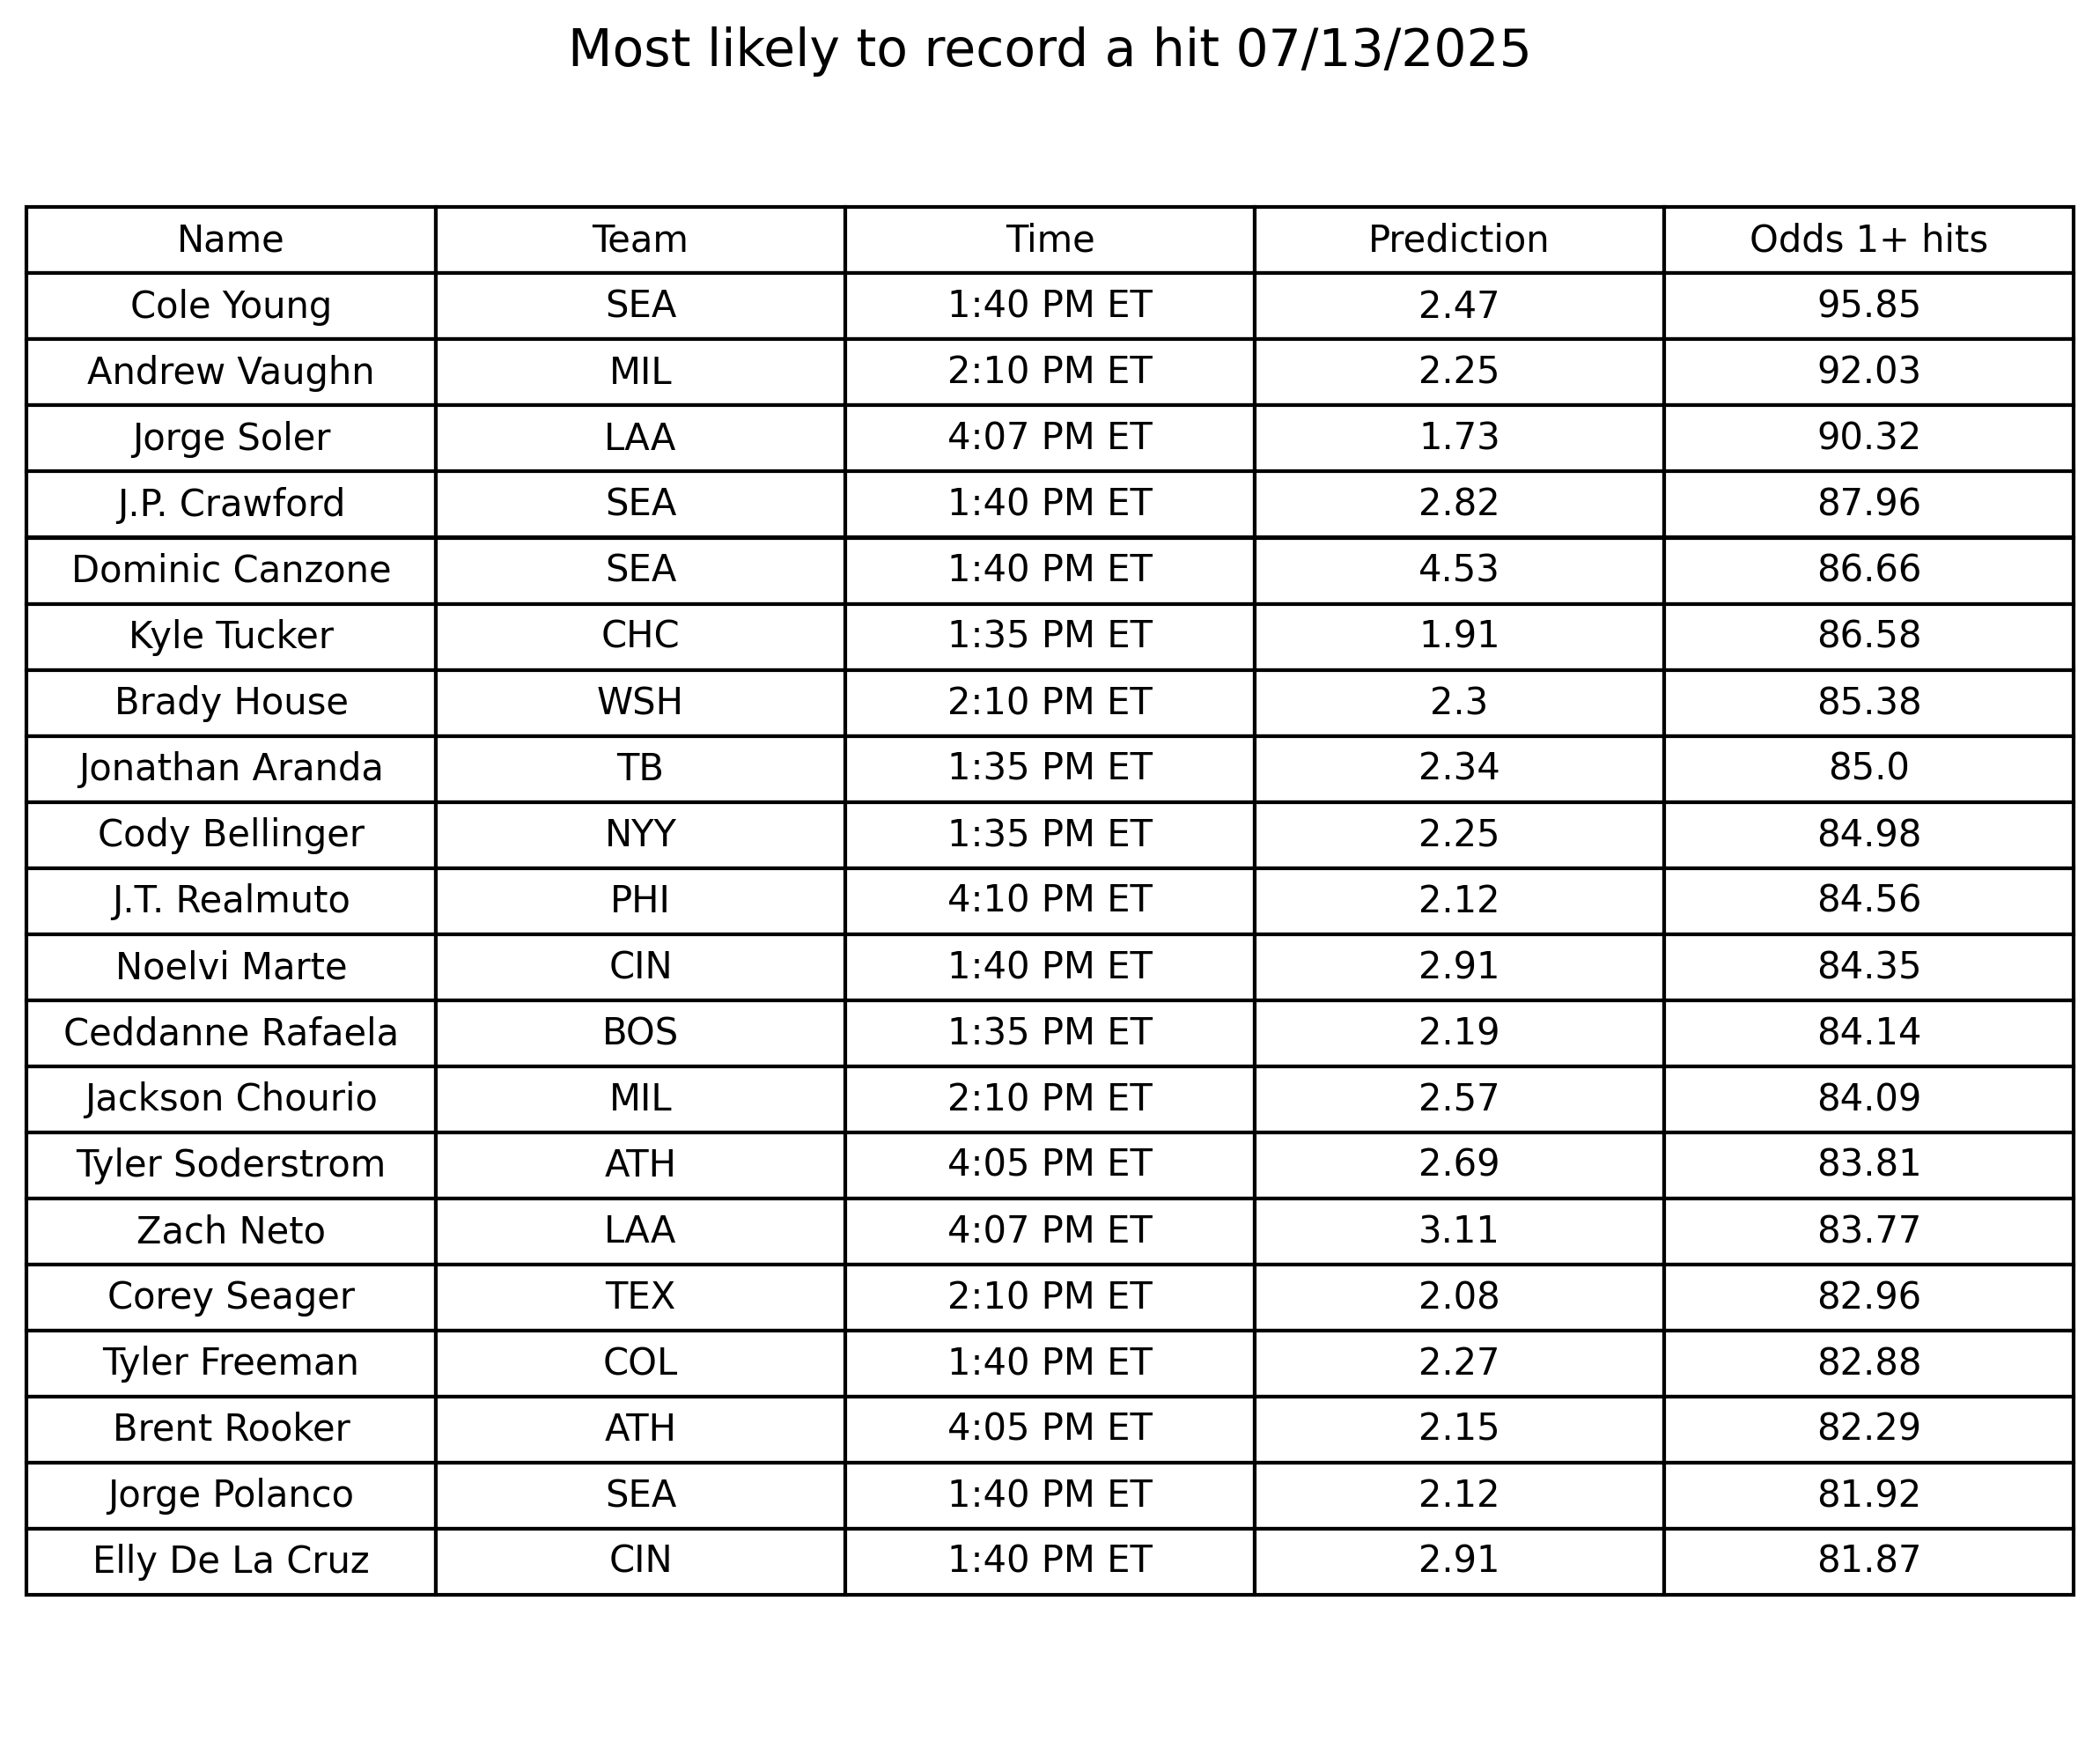 Most likely to record a hit 07/13/2025
Name Team Time Prediction Odds 1+ hits
Cole Young SEA 1:40 PM ET 2.47 95.85
Andrew Vaughn MIL 2:10 PM ET 2.25 92.03
Jorge Soler LAA 4:07 PM ET 1.73 90.32
J.P. Crawford SEA 1:40 PM ET 2.82 87.96
Dominic Canzone SEA 1:40 PM ET 4.53 86.66
Kyle Tucker CHC 1:35 PM ET 1.91 86.58
Brady House WSH 2:10 PM ET 2.3 85.38
Jonathan Aranda TB 1:35 PM ET 2.34 85.0
Cody Bellinger NYY 1:35 PM ET 2.25 84.98
J.T. Realmuto PHI 4:10 PM ET 2.12 84.56
Noelvi Marte CIN 1:40 PM ET 2.91 84.35
Ceddanne Rafaela BOS 1:35 PM ET 2.19 84.14
Jackson Chourio MIL 2:10 PM ET 2.57 84.09
Tyler Soderstrom ATH 4:05 PM ET 2.69 83.81
Zach Neto LAA 4:07 PM ET 3.11 83.77
Corey Seager TEX 2:10 PM ET 2.08 82.96
Tyler Freeman COL 1:40 PM ET 2.27 82.88
Brent Rooker ATH 4:05 PM ET 2.15 82.29
Jorge Polanco SEA 1:40 PM ET 2.12 81.92
Elly De La Cruz CIN 1:40 PM ET 2.91 81.87